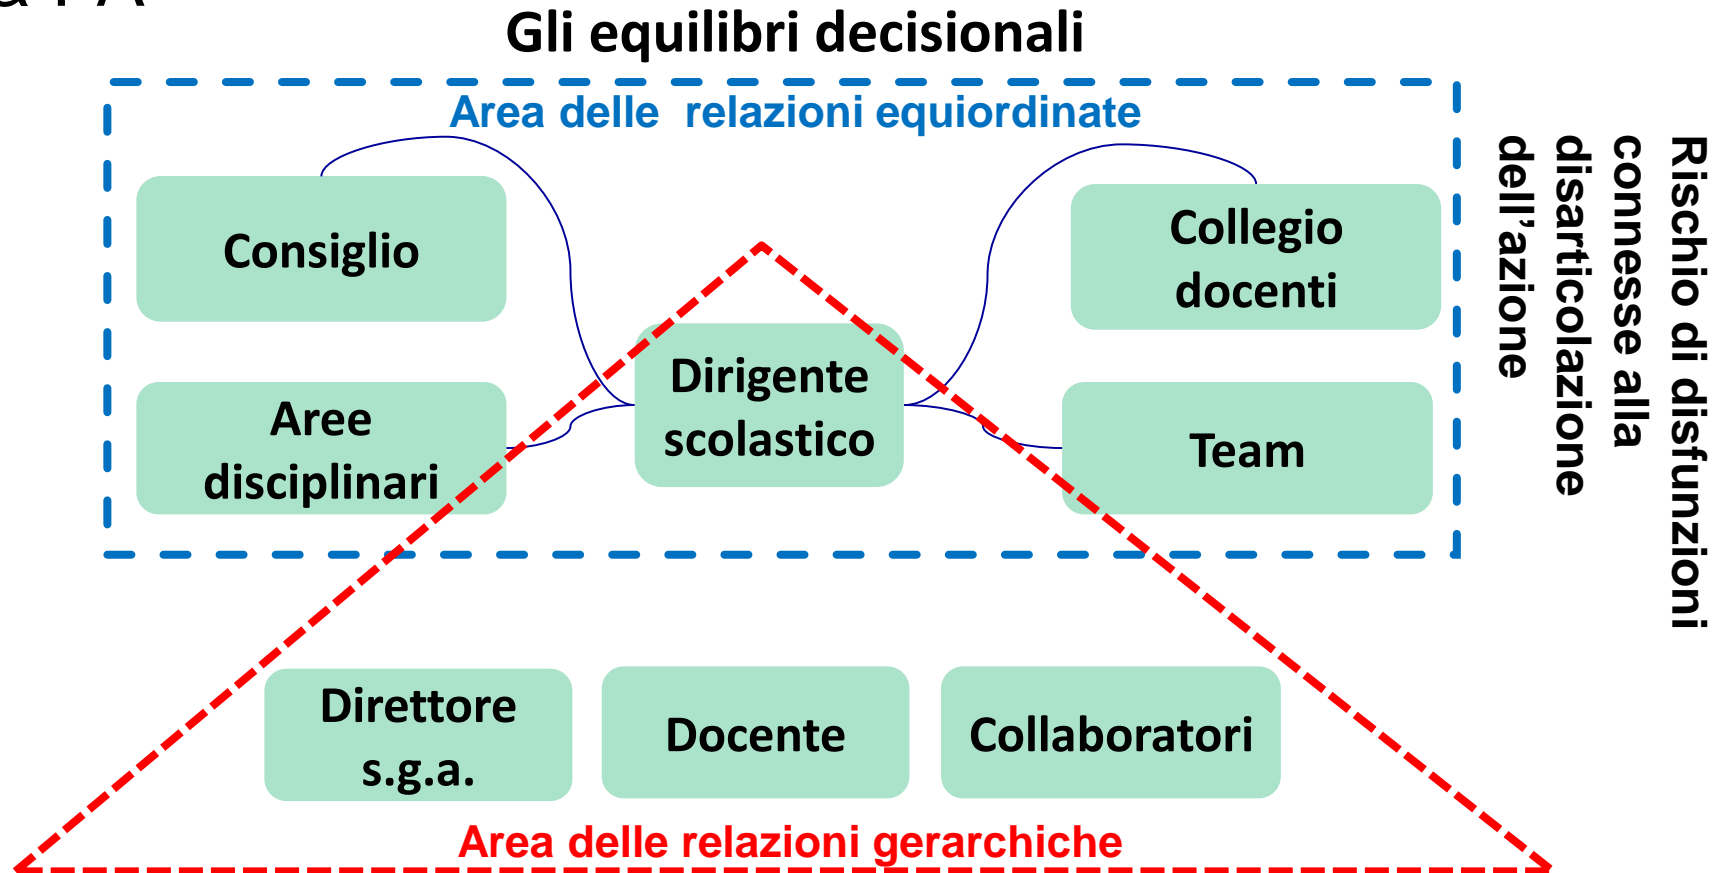 Gli equilibri decisionali
Area delle relazioni equiordinate
Consiglio
Collegio
docenti
Dirigente
scolastico
Aree
disciplinari
Team
Direttore
s.g.a.
Docente
Collaboratori
Area delle relazioni gerarchiche
Rischio di disfunzioni
connesse alla
disarticolazione
dell’azione